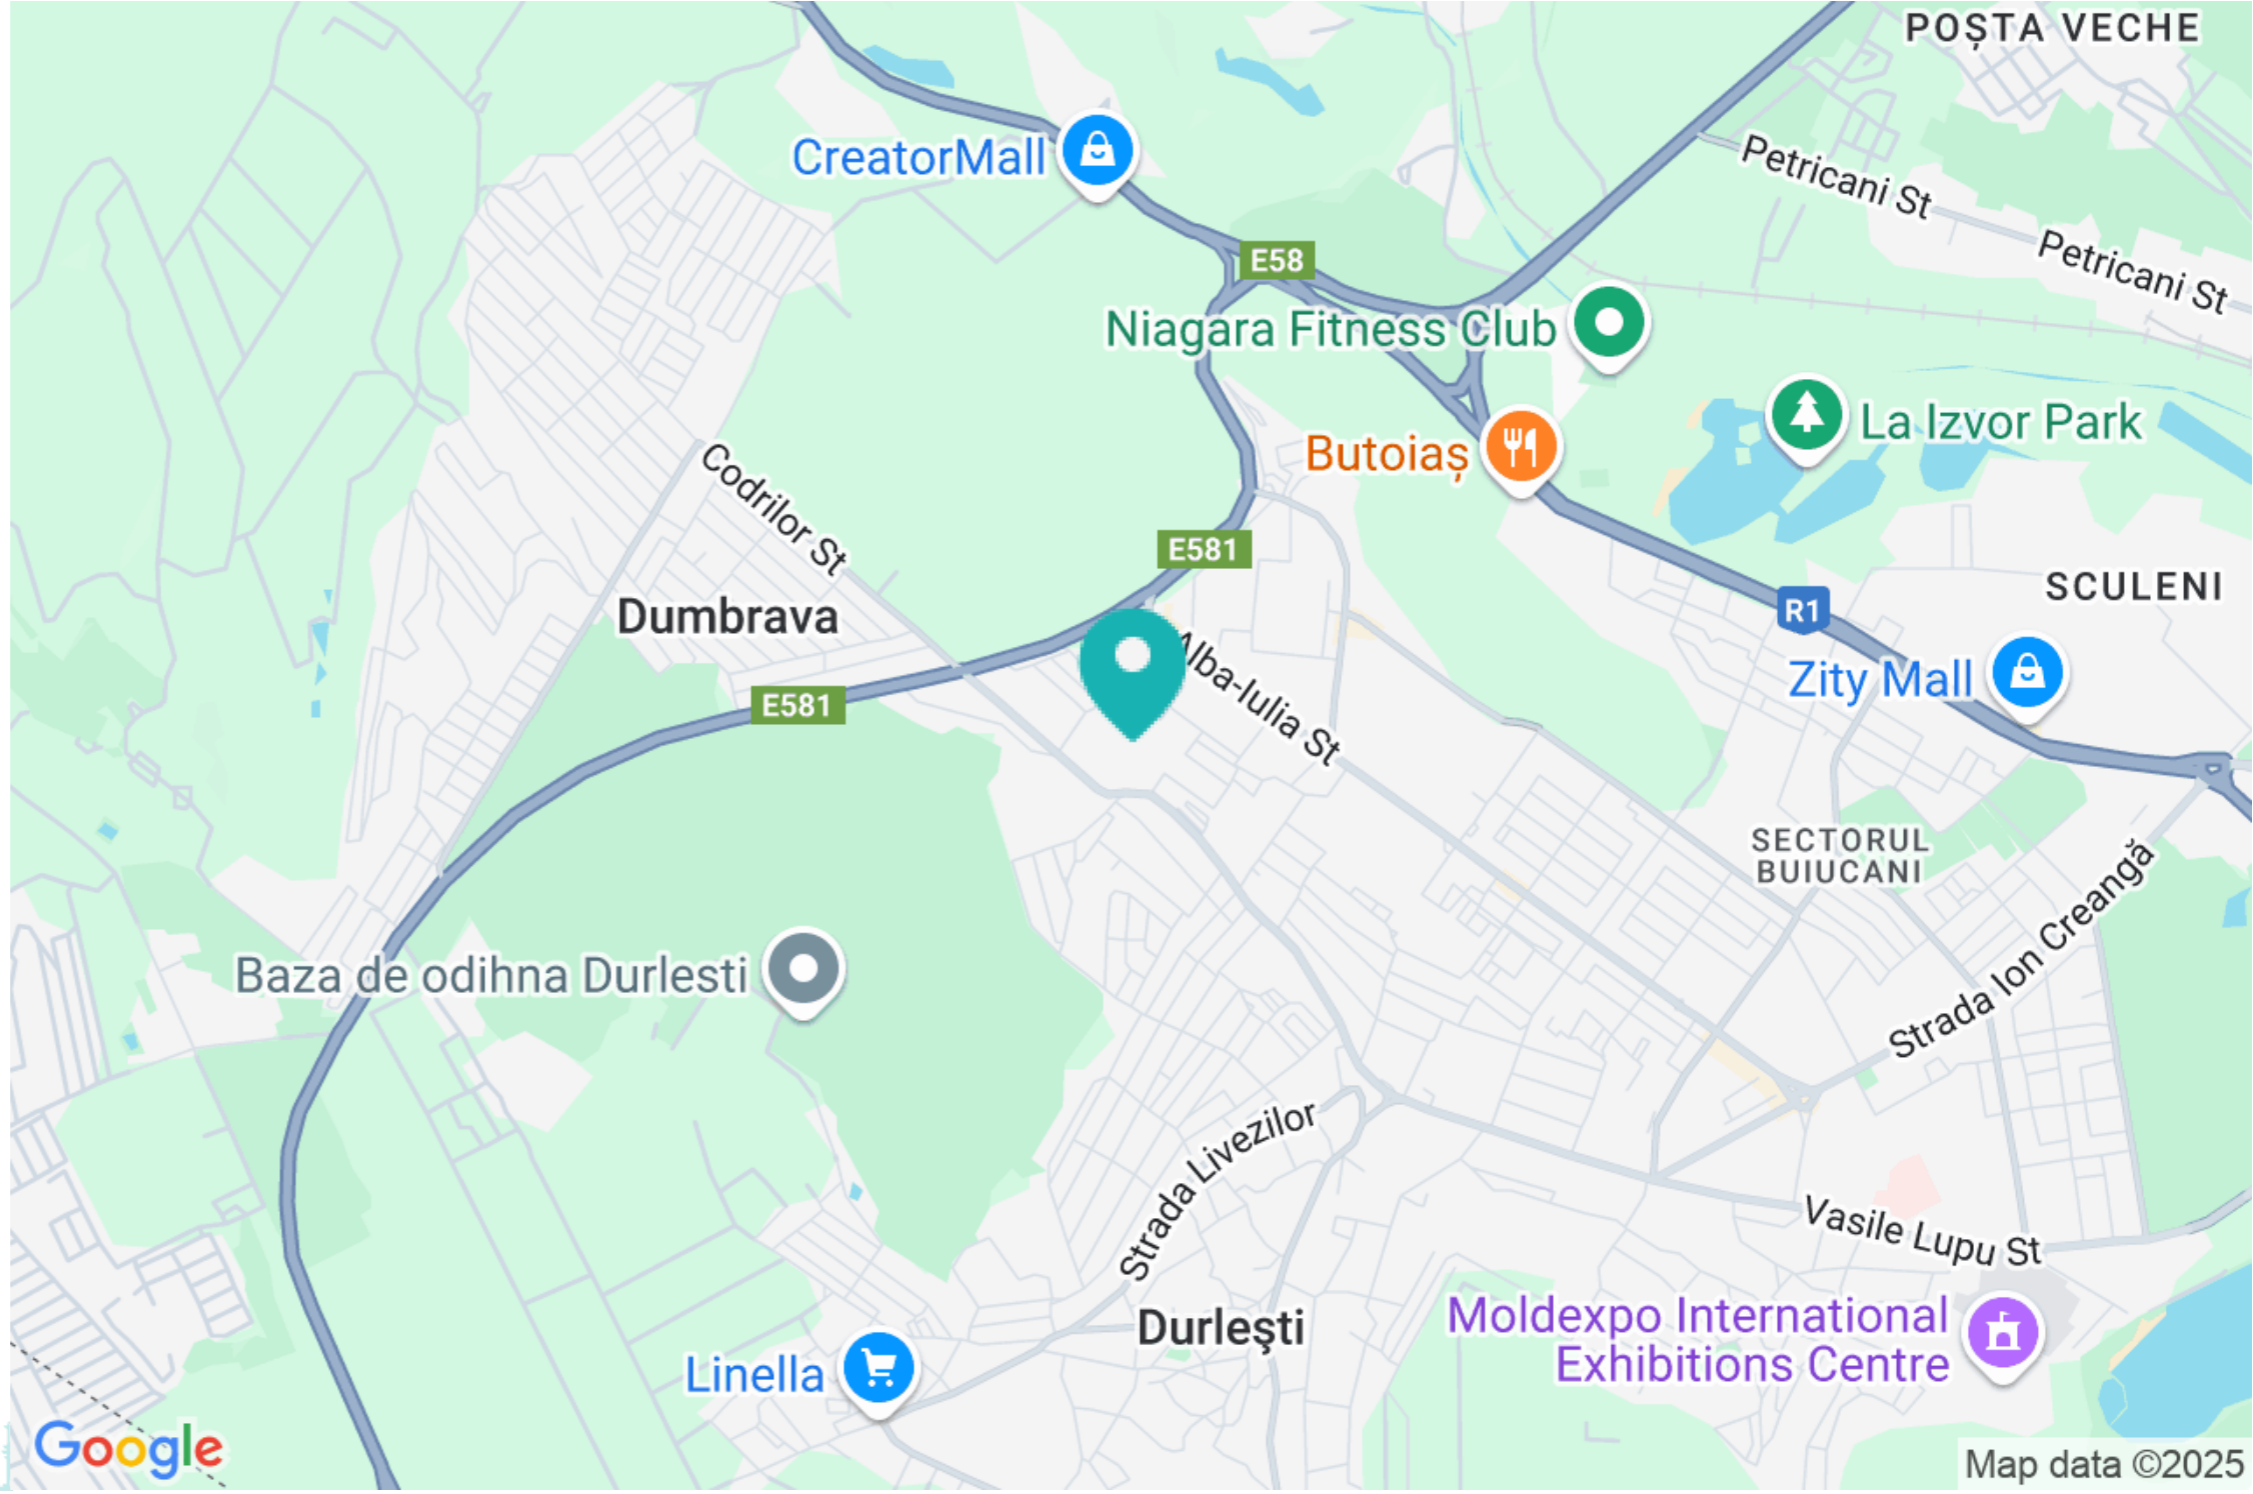 POȘTA VECHE
CreatorMall
Petricani St
Petricani St
E58
Niagara Fitness Club
La Izvor Park
Butoiaș
Codrilor St
E581
SCULENI
Dumbrava
R1
Alba-Iulia St
Zity Mall
E581
SECTORUL
BUIUCANI
Strada Ion Creangă
Baza de odihna Durlesti
Strada Livezilor
Vasile Lupu St
Durleşti
Moldexpo International
Exhibitions Centre
Linella
Google
Map data ©2025